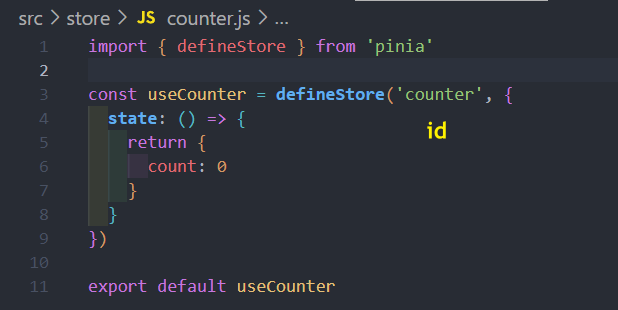 src > store > JS counter.js > ...
1 import { defineStore } from 'pinia'
2
3 const useCounter = defineStore('counter', {
4 state: () => {
id
5 return {
6 count: 0
7 }
8 }
9 })
10
11 export default useCounter